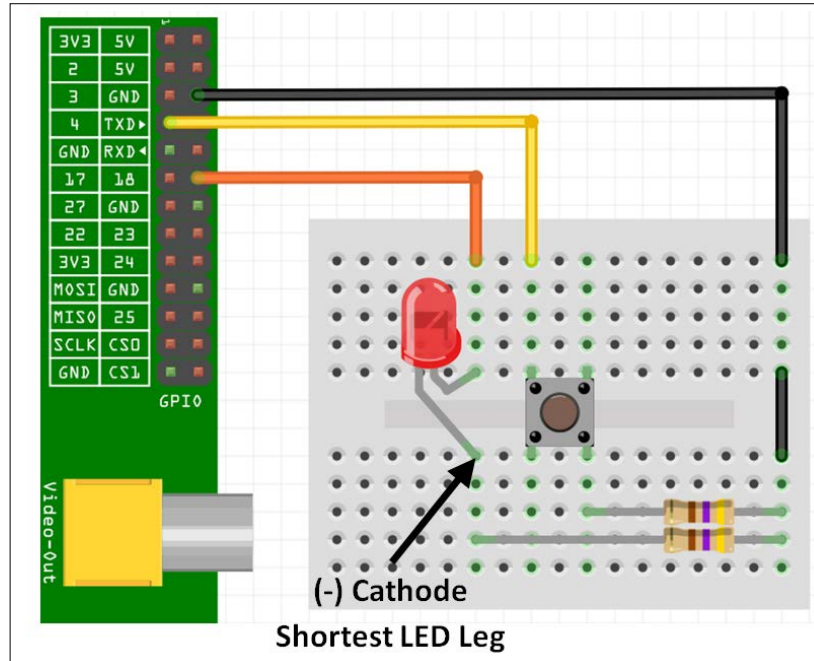 3V3 5V
2 5V
3 GND
4 TXD►
GND RXD◄
17 18
27 GND
22 23
3V3 24
MOSI GND
MISO 25
SCLK CS0
GND CS1
GPIO
Video-Out
(-) Cathode
Shortest LED Leg